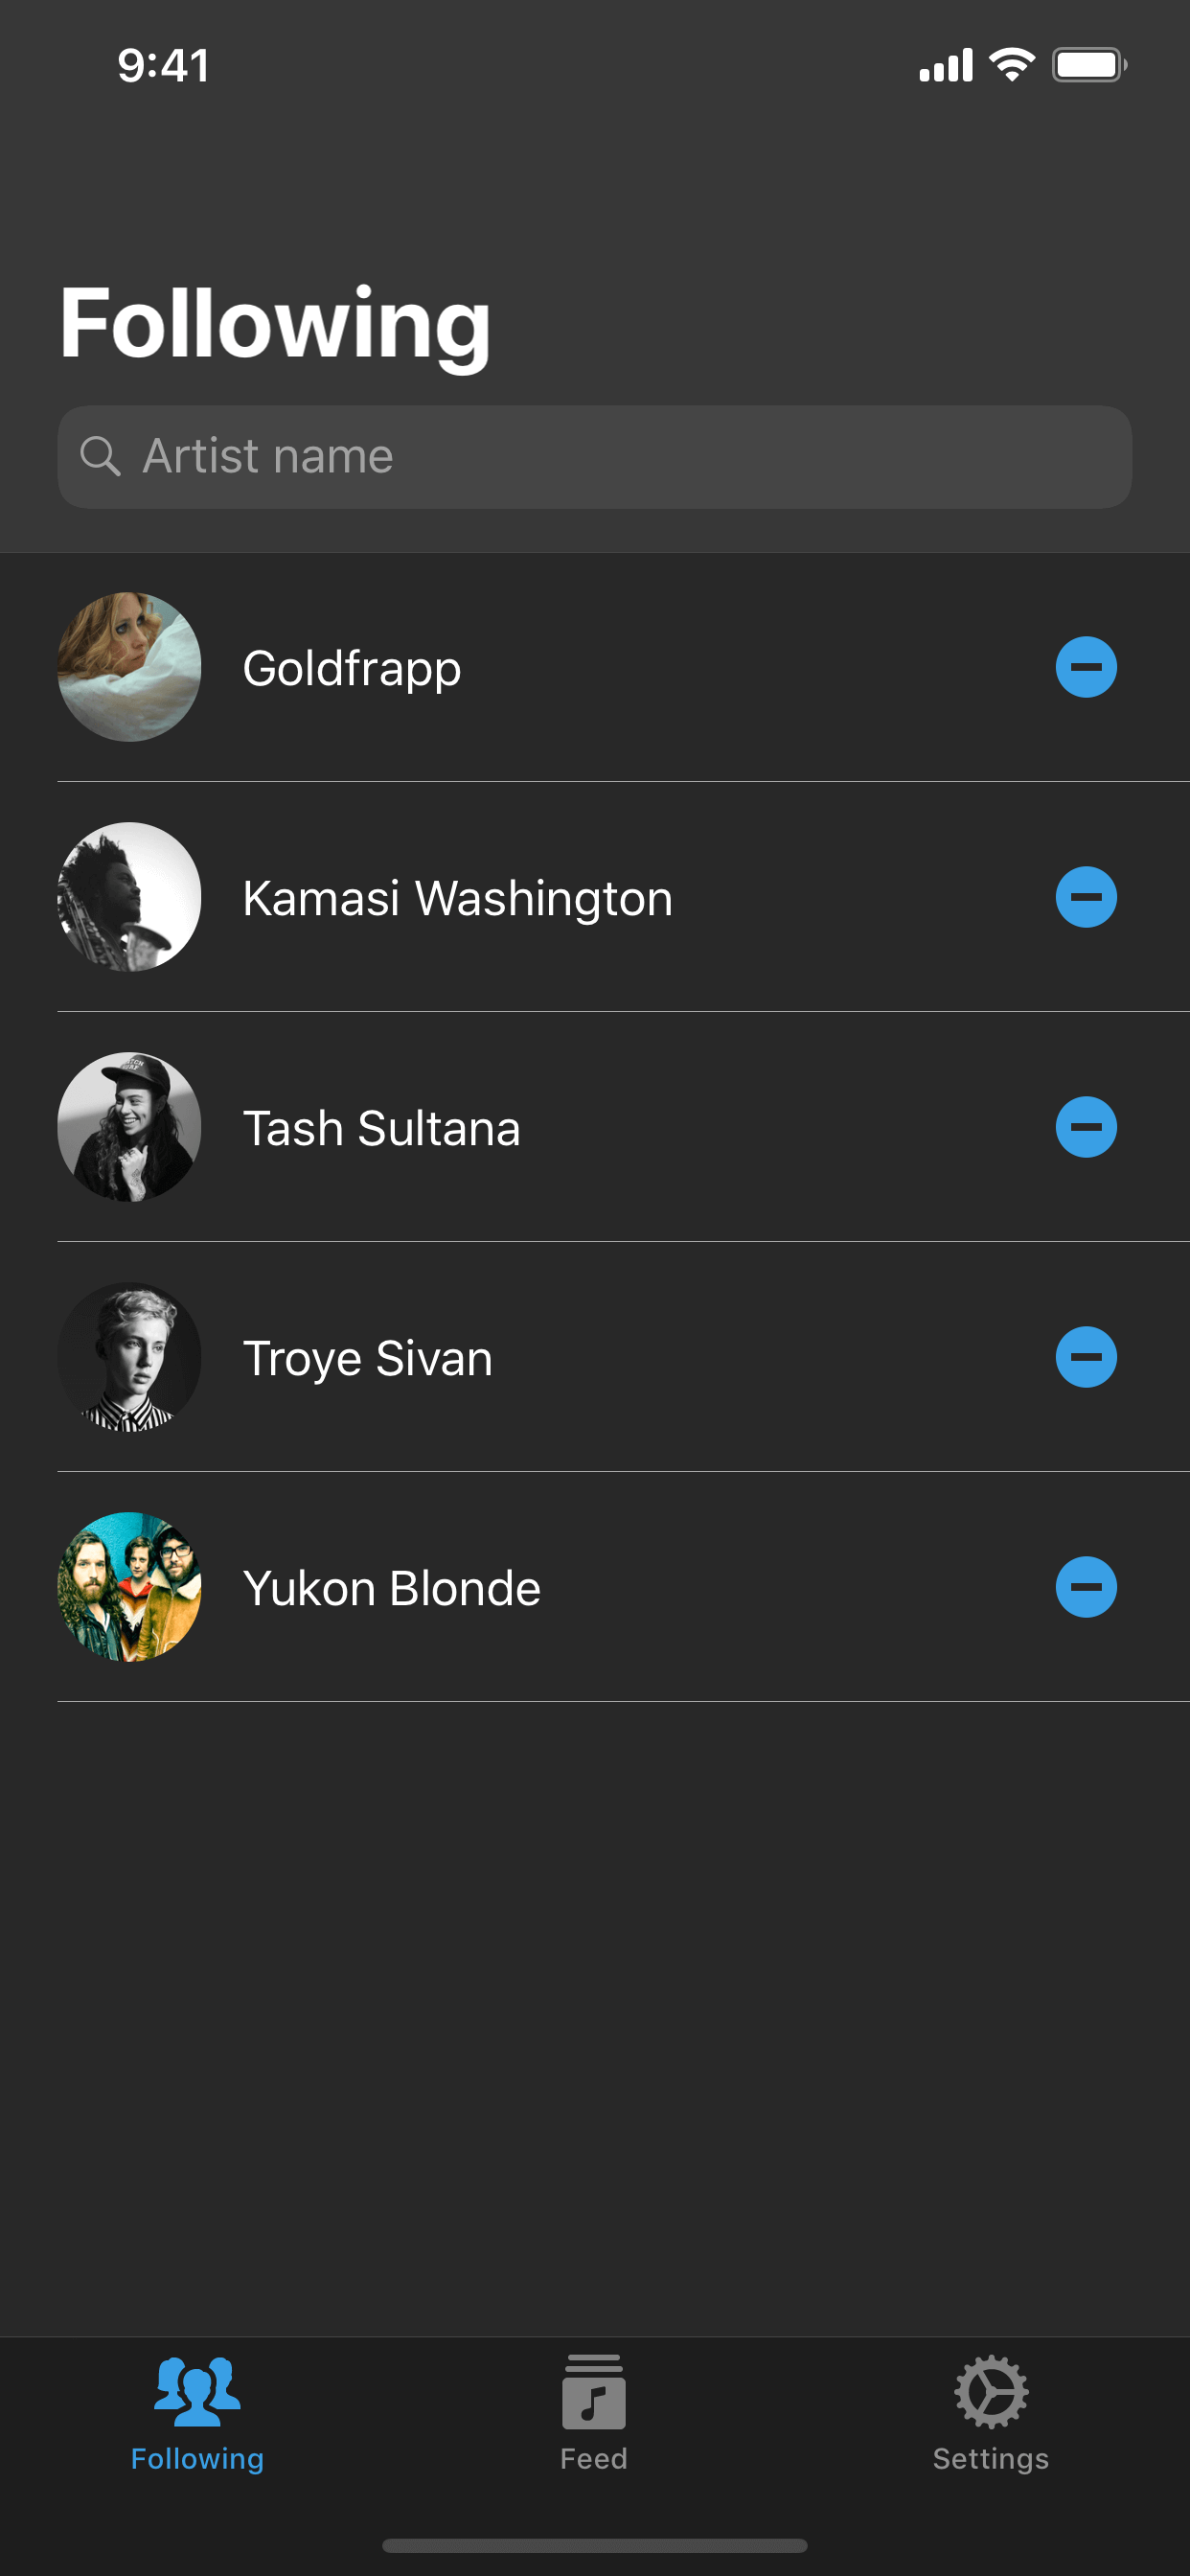 9:41
Following
Artist name
Goldfrapp
Kamasi Washington
Tash Sultana
Troye Sivan
Yukon Blonde
Following
Feed
Settings